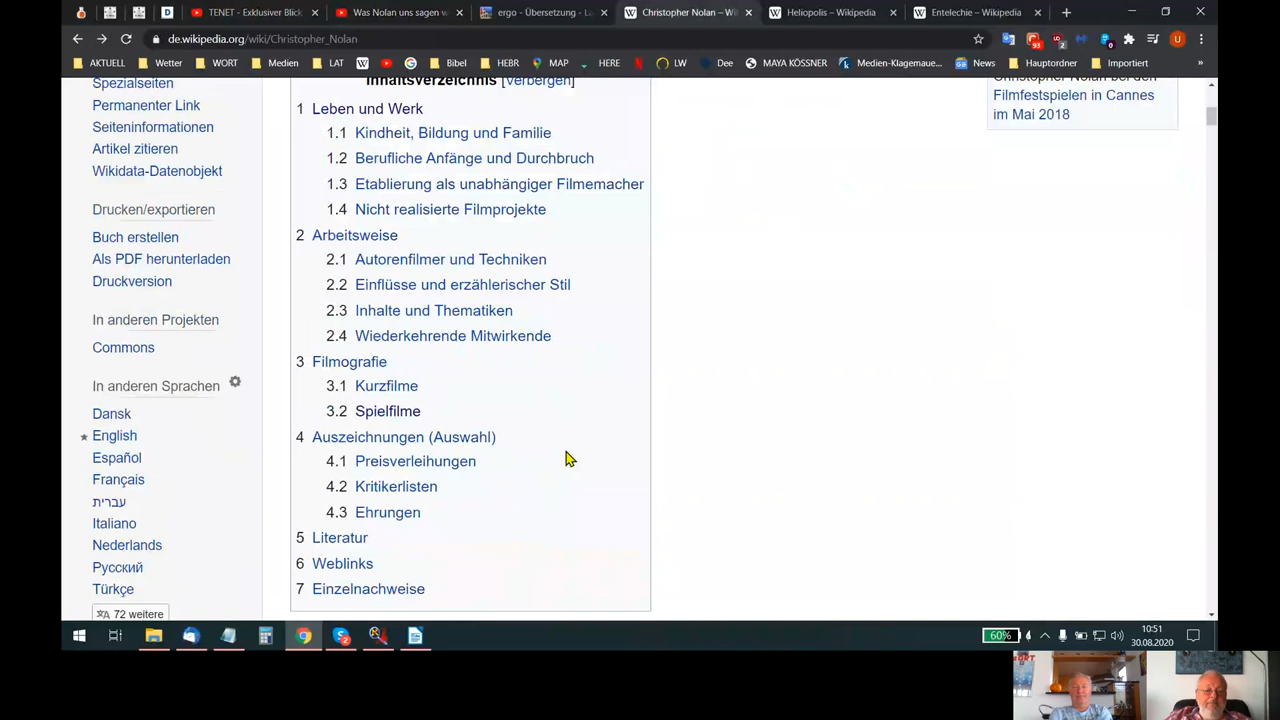 TENET - Exklusiver Blick
Was Nolan uns sagen w
ergo - Übersetzung - La
Christopher Nolan – Wi
Heliopolis – Wikipedia
Entelechie – Wikipedia
de.wikipedia.org/wiki/Christopher_Nolan
AKTUELL Wetter WORT Medien LAT Bibel HEBR MAP HERE LW Dee MAYA KÖSSNER Medien-Klagemaue... News Hauptordner Importiert
Spezialseiten
Permanenter Link
Seiteninformationen
Artikel zitieren
Wikidata-Datenobjekt
Drucken/exportieren
Buch erstellen
Als PDF herunterladen
Druckversion
In anderen Projekten
Commons
In anderen Sprachen
Dansk
English
Español
Français
עברית
Italiano
Nederlands
Русский
Türkçe
72 weitere
Inhaltsverzeichnis [Verbergen]
1 Leben und Werk
1.1 Kindheit, Bildung und Familie
1.2 Berufliche Anfänge und Durchbruch
1.3 Etablierung als unabhängiger Filmemacher
1.4 Nicht realisierte Filmprojekte
2 Arbeitsweise
2.1 Autorenfilmer und Techniken
2.2 Einflüsse und erzählerischer Stil
2.3 Inhalte und Thematiken
2.4 Wiederkehrende Mitwirkende
3 Filmografie
3.1 Kurzfilme
3.2 Spielfilme
4 Auszeichnungen (Auswahl)
4.1 Preisverleihungen
4.2 Kritikerlisten
4.3 Ehrungen
5 Literatur
6 Weblinks
7 Einzelnachweise
Christopher Nolan bei den
Filmfestspielen in Cannes
im Mai 2018
60%
10:51
30.08.2020